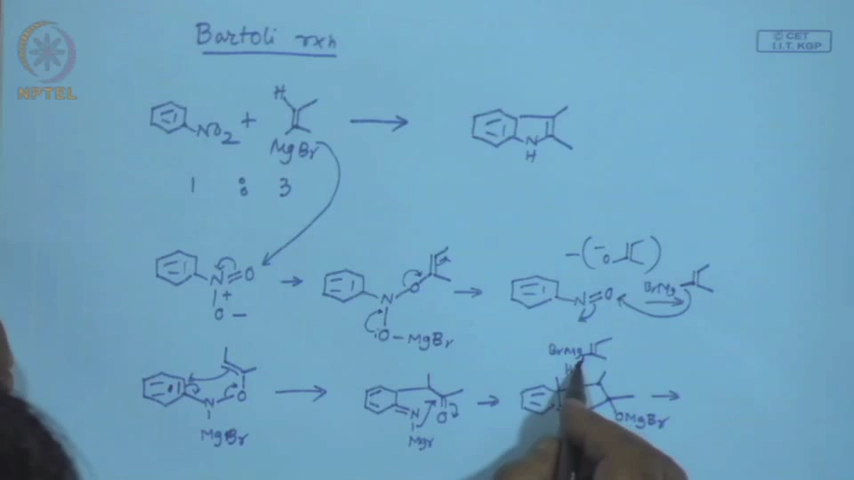 Bartoli rxn
© CET
I.I.T. KGP
NPTEL
NO2 + H MgBr → N H
1 : 3
N + O O − → N O O − MgBr → − ( − O ) N = O BrMg
N O MgBr → N O Mgr → BrMg H OMgBr →